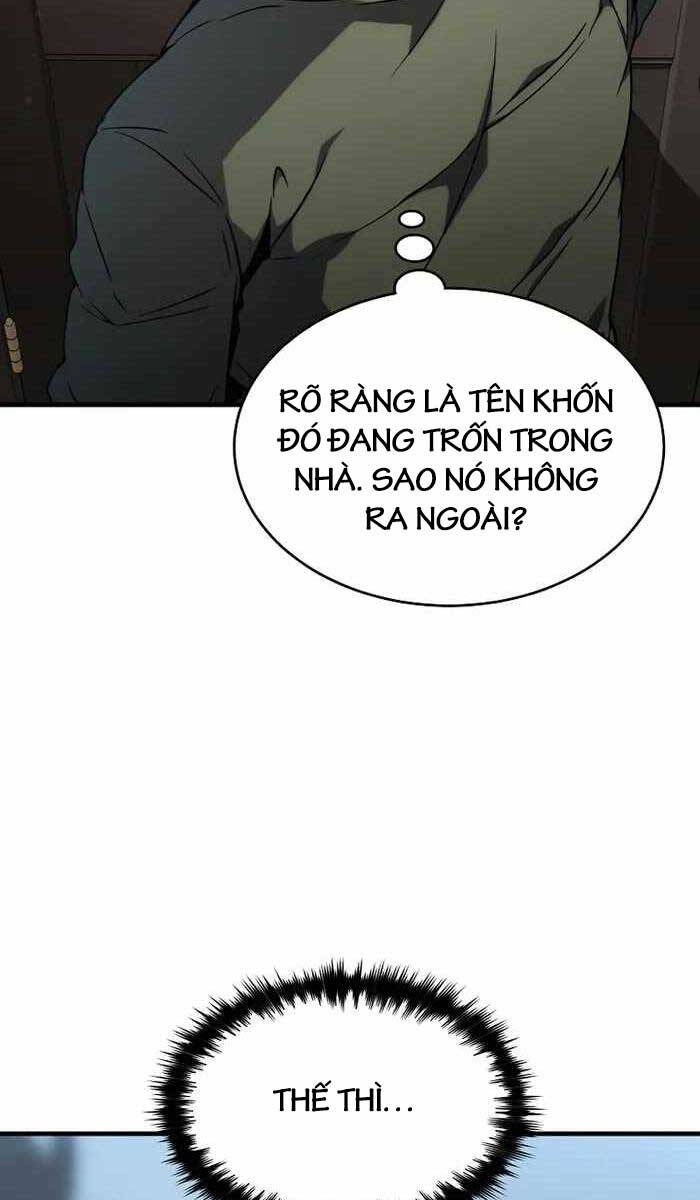 RÕ RÀNG LÀ TÊN KHỐN
ĐÓ ĐANG TRỐN TRONG
NHÀ. SAO NÓ KHÔNG
RA NGOÀI?
THẾ THÌ...